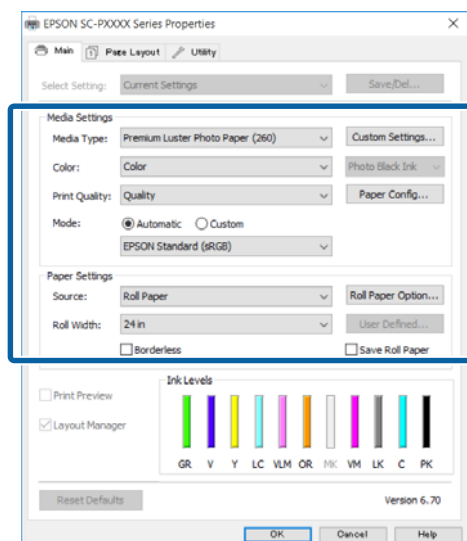 EPSON SC-PXXXX Series Properties
Main Page Layout Utility
Select Setting: Current Settings Save/Del...
Media Settings
Media Type: Premium Luster Photo Paper (260) Custom Settings...
Color: Color Photo Black Ink
Print Quality: Quality Paper Config...
Mode: Automatic Custom
EPSON Standard (sRGB)
Paper Settings
Source: Roll Paper Roll Paper Option...
Roll Width: 24 in User Defined...
Borderless Save Roll Paper
Print Preview
Layout Manager
Ink Levels
GR V Y LC VLM OR MK VM LK C PK
Reset Defaults Version 6.70
OK Cancel Help